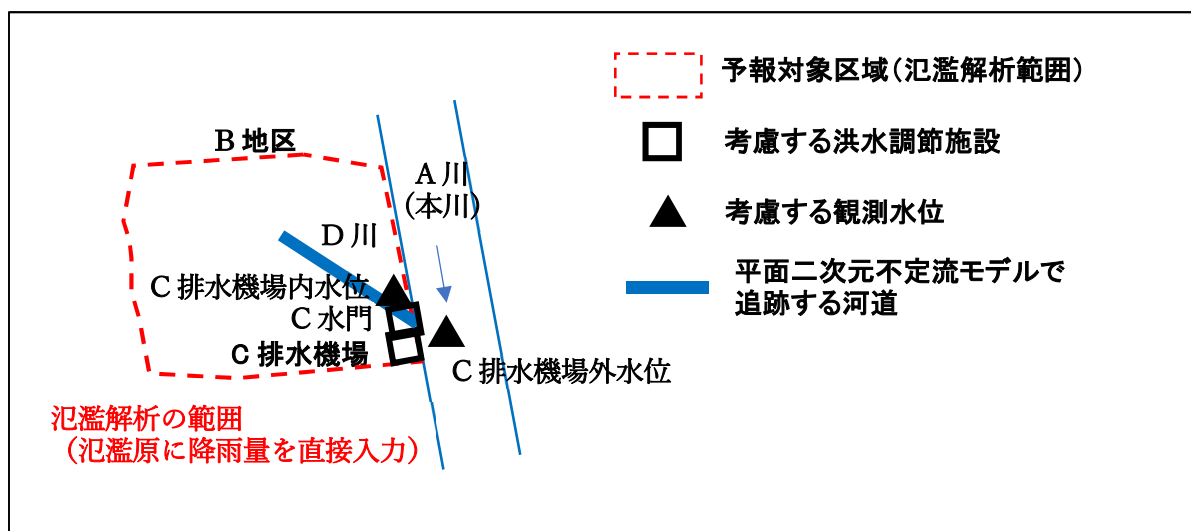 B 地区
A 川
(本川)
D 川
C 排水機場内水位
C 水門
C 排水機場
C 排水機場外水位
氾濫解析の範囲
（氾濫原に降雨量を直接入力）
予報対象区域（氾濫解析範囲）
考慮する洪水調節施設
考慮する観測水位
平面二次元不定流モデルで
追跡する河道